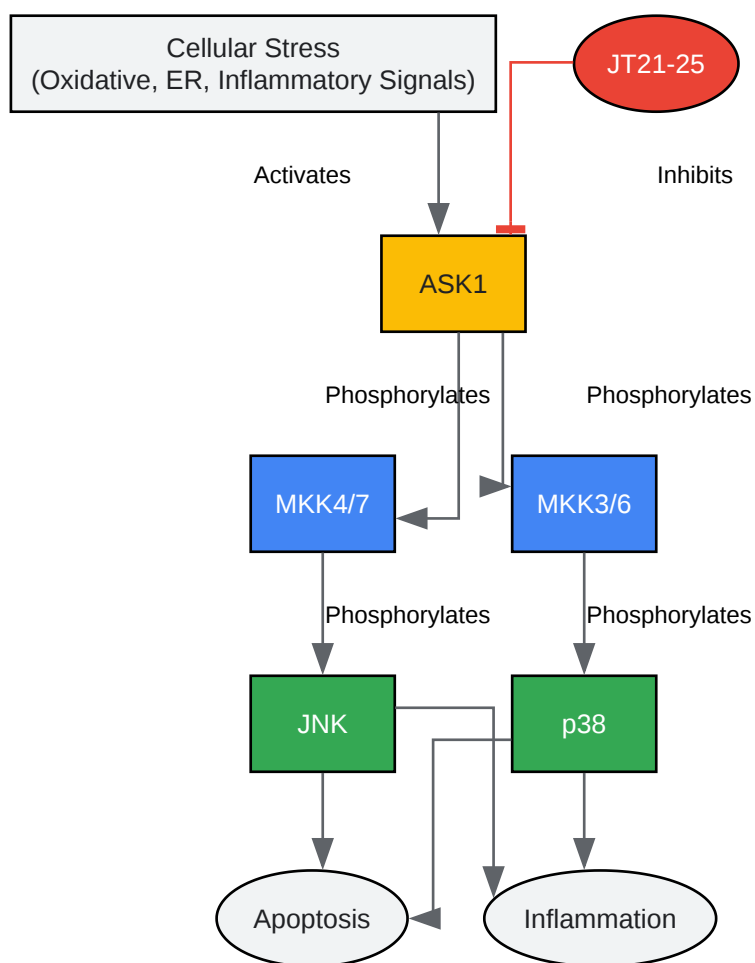 Cellular Stress
(Oxidative, ER, Inflammatory Signals)
JT21-25
Activates
Inhibits
ASK1
Phosphorylates
Phosphorylates
MKK4/7
MKK3/6
Phosphorylates
Phosphorylates
JNK
p38
Apoptosis
Inflammation